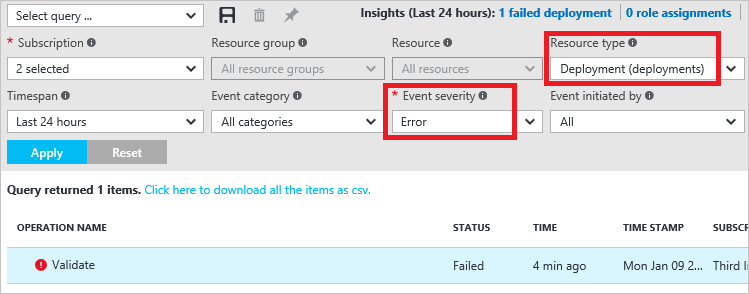 Select query ...
Insights (Last 24 hours): 1 failed deployment | 0 role assignments
* Subscription Resource group Resource Resource type
2 selected All resource groups All resources Deployment (deployments)
Timespan Event category * Event severity Event initiated by
Last 24 hours All categories Error All
Apply Reset
Query returned 1 items. Click here to download all the items as csv.
OPERATION NAME STATUS TIME TIME STAMP SUBSC
Validate Failed 4 min ago Mon Jan 09 2... Third In